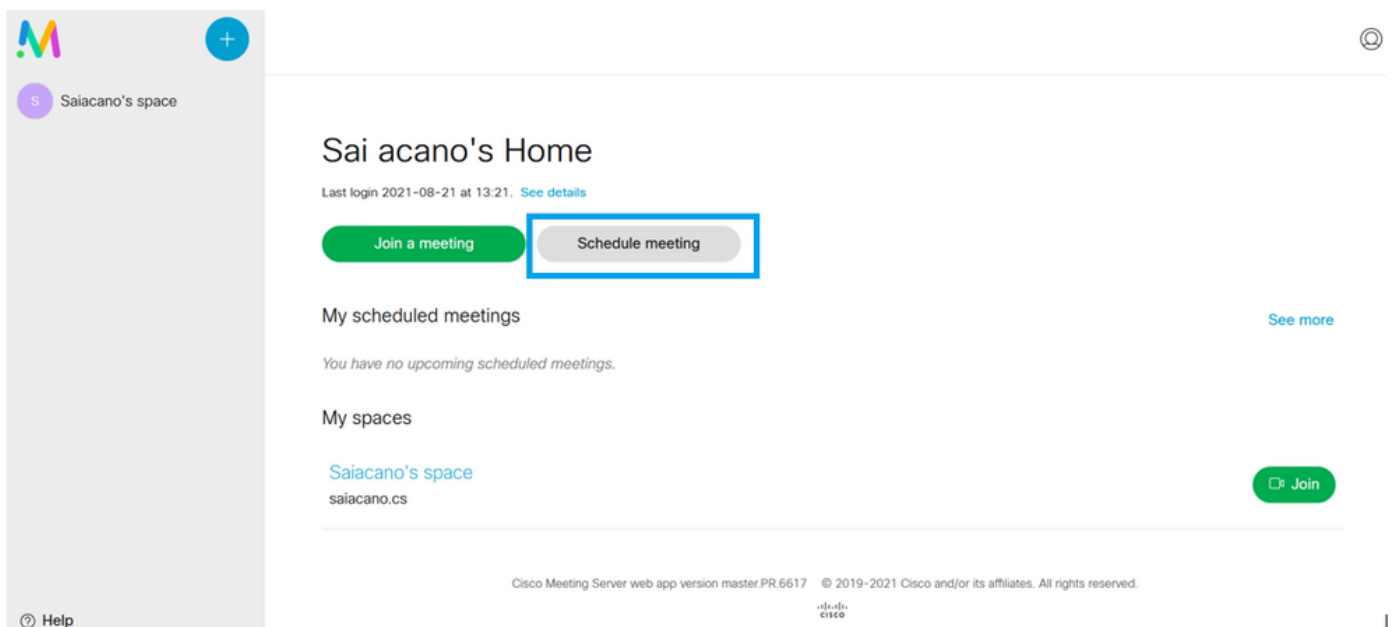 M
+
S Saiacano's space
Sai acano's Home
Last login 2021-08-21 at 13:21. See details
Join a meeting Schedule meeting
My scheduled meetings See more
You have no upcoming scheduled meetings.
My spaces
Saiacano's space
saiacano.cs
Join
Cisco Meeting Server web app version master.PR.6617 © 2019-2021 Cisco and/or its affiliates. All rights reserved.
CISCO
? Help